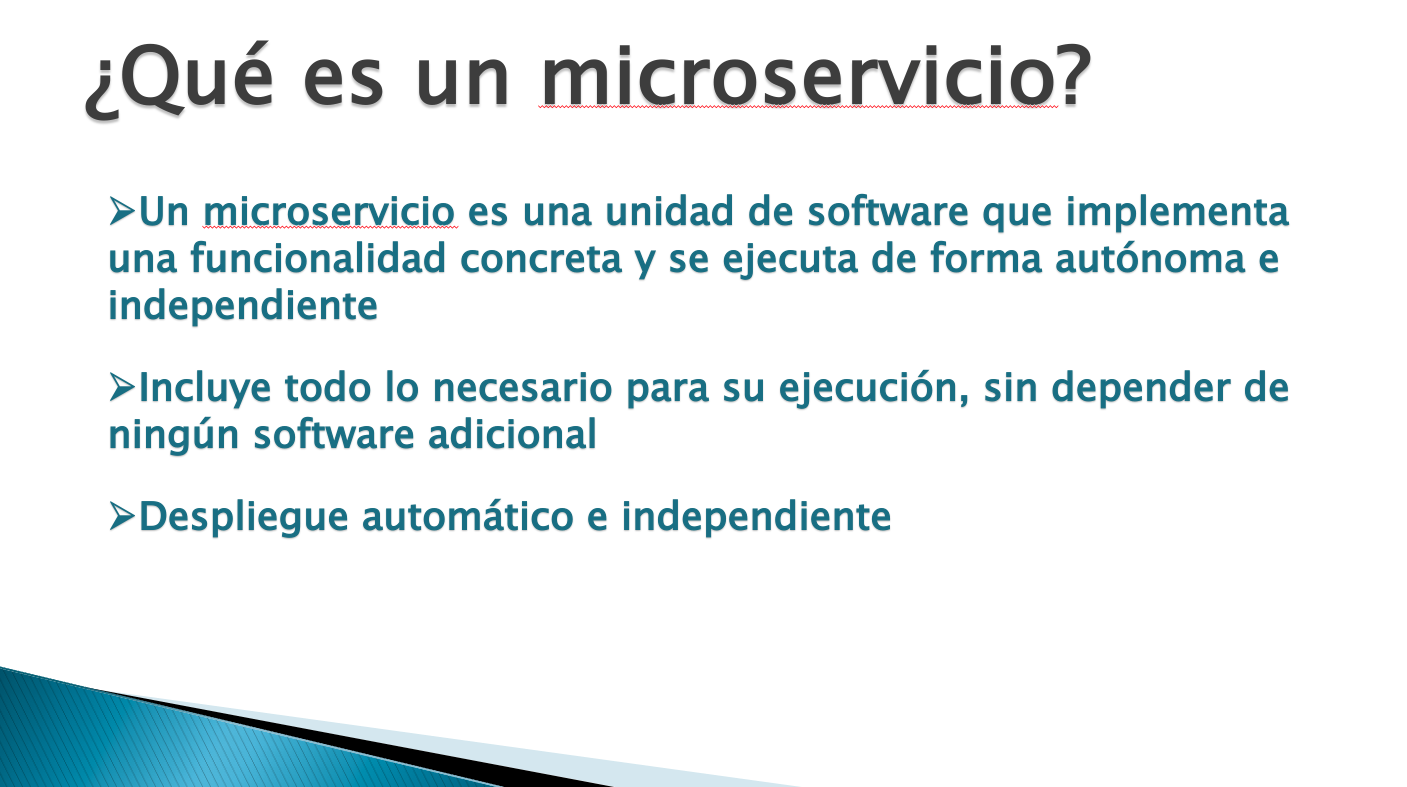 ¿Qué es un microservicio?
➢Un microservicio es una unidad de software que implementa
una funcionalidad concreta y se ejecuta de forma autónoma e
independiente
➢Incluye todo lo necesario para su ejecución, sin depender de
ningún software adicional
➢Despliegue automático e independiente